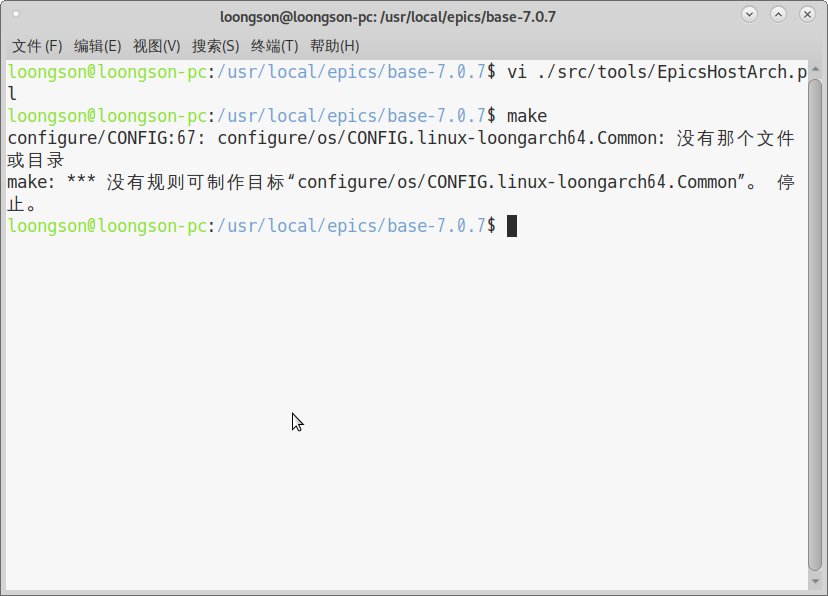 loongson@loongson-pc: /usr/local/epics/base-7.0.7
文件(F) 编辑(E) 视图(V) 搜索(S) 终端(T) 帮助(H)
loongson@loongson-pc:/usr/local/epics/base-7.0.7$ vi ./src/tools/EpicsHostArch.p
l
loongson@loongson-pc:/usr/local/epics/base-7.0.7$ make
configure/CONFIG:67: configure/os/CONFIG.linux-loongarch64.Common: 没有那个文件
或目录
make: *** 没有规则可制作目标“configure/os/CONFIG.linux-loongarch64.Common”。 停
止。
loongson@loongson-pc:/usr/local/epics/base-7.0.7$